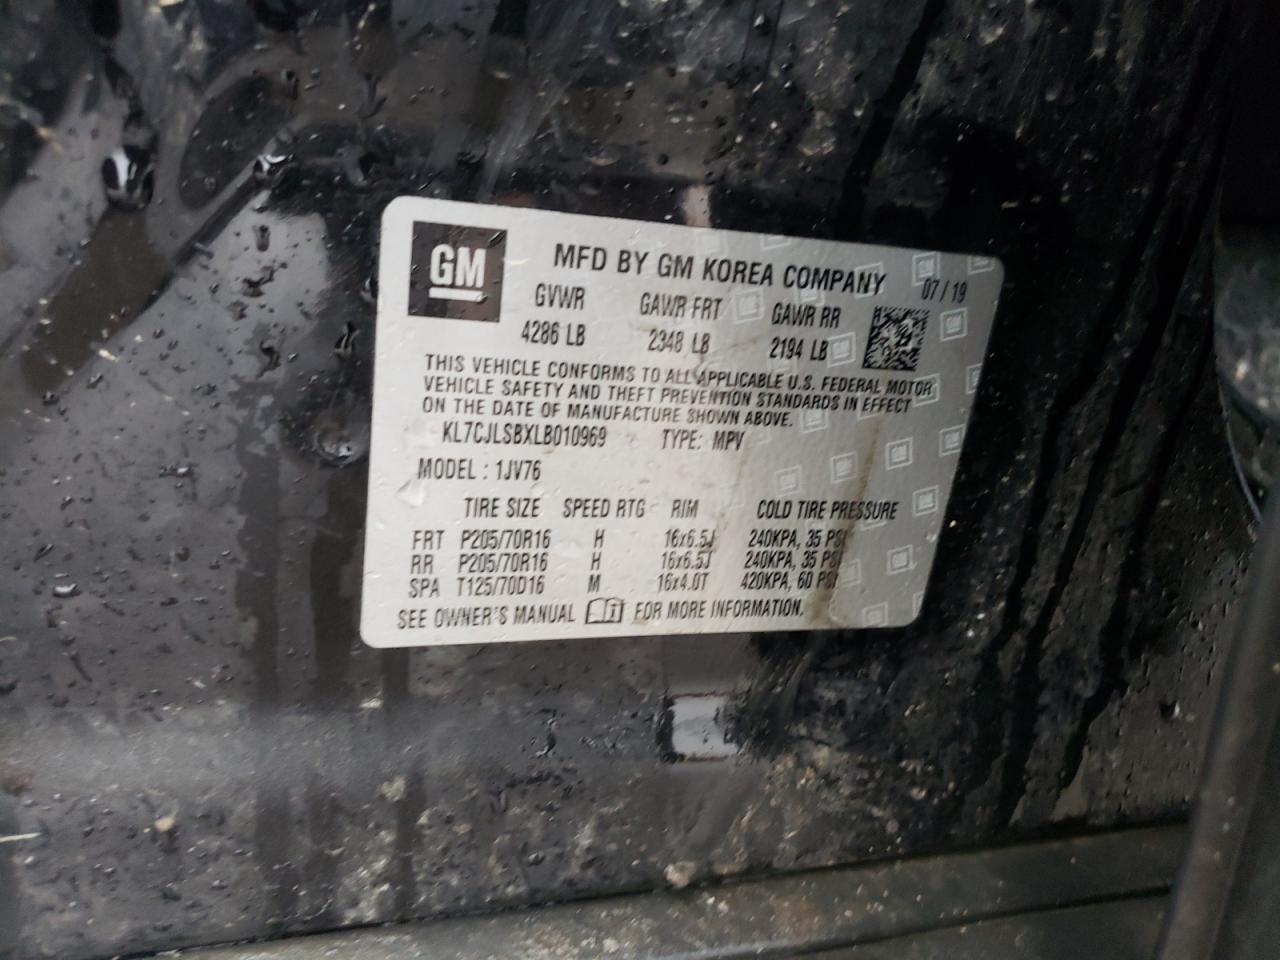 GM
MFD BY GM KOREA COMPANY
07/19
GVWR GAWR FRT GAWR RR
4286 LB 2348 LB 2194 LB
THIS VEHICLE CONFORMS TO ALL APPLICABLE U.S. FEDERAL MOTOR
VEHICLE SAFETY AND THEFT PREVENTION STANDARDS IN EFFECT
ON THE DATE OF MANUFACTURE SHOWN ABOVE.
KL7CJLSBXLB010969 TYPE: MPV
MODEL : 1JV76
TIRE SIZE SPEED RTG RIM COLD TIRE PRESSURE
FRT P205/70R16 H 16x6.5J 240KPA, 35 PSI
RR P205/70R16 H 16x6.5J 240KPA, 35 PSI
SPA T125/70D16 M 16x4.0T 420KPA, 60 PSI
SEE OWNER'S MANUAL i FOR MORE INFORMATION.